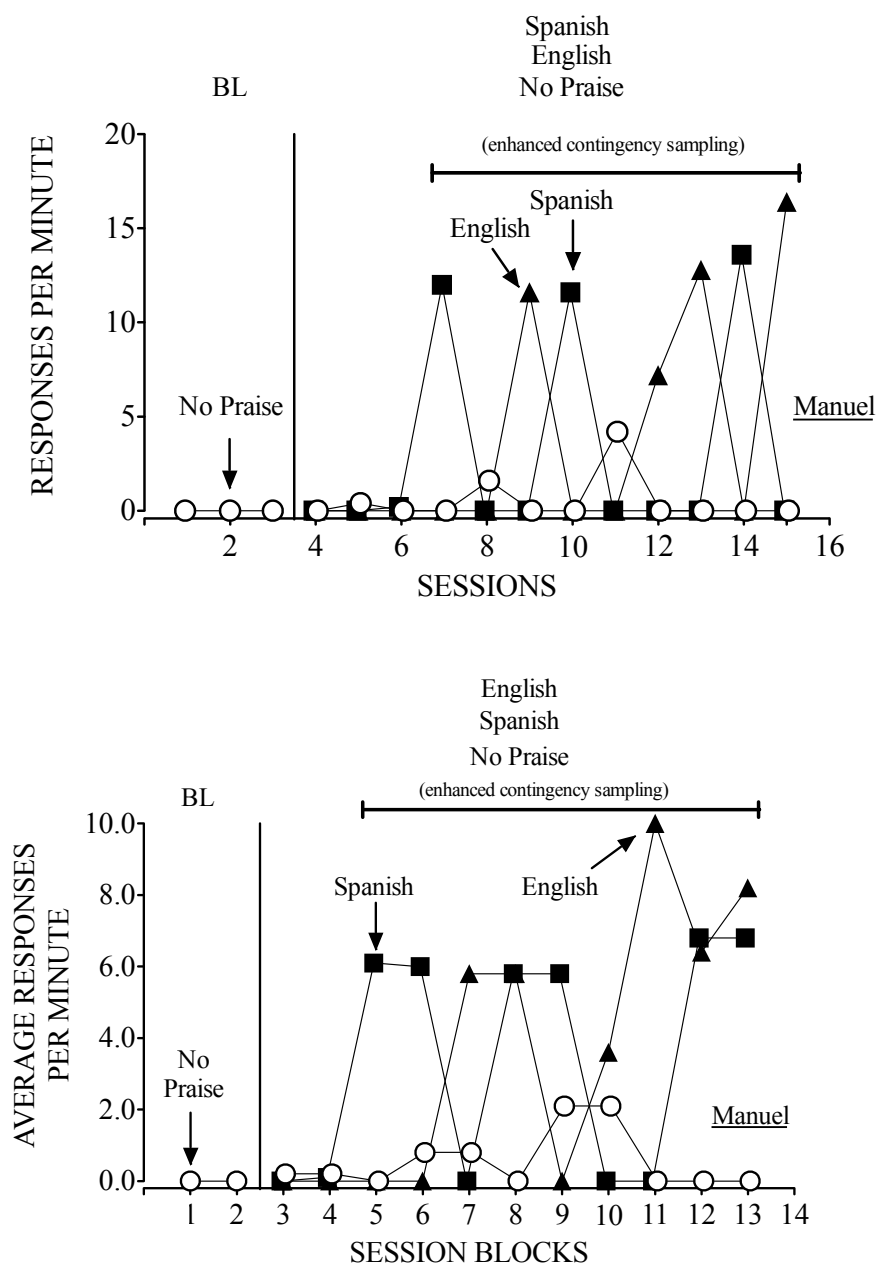 Spanish
English
No Praise
BL
(enhanced contingency sampling)
20
15
10
5
0
RESPONSES PER MINUTE
Spanish
English
No Praise
Manuel
2 4 6 8 10 12 14 16
SESSIONS
English
Spanish
No Praise
(enhanced contingency sampling)
BL
10.0
8.0
6.0
4.0
2.0
0.0
AVERAGE RESPONSES
PER MINUTE
Spanish
English
No
Praise
Manuel
1 2 3 4 5 6 7 8 9 10 11 12 13 14
SESSION BLOCKS